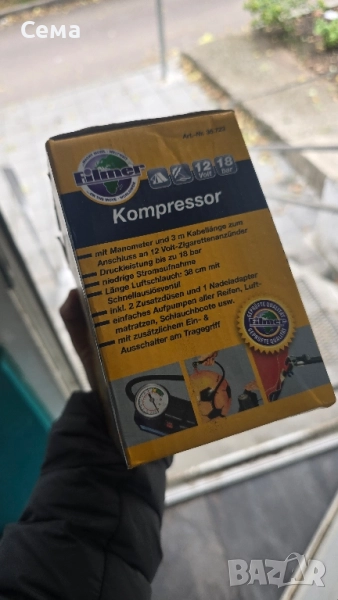 Сема
Art.-Nr.
filmer
12 Volt
18 bar
Kompressor
- mit Manometer und 3 m Kabellänge zum
Anschluss an 12 Volt-Zigarettenanzünder
- Druckleistung bis zu 18 bar
- niedrige Stromaufnahme
- Länge Luftschlauch: 38 cm mit
Schnellauslöseventil
- inkl. 2 Zusatzdüsen und 1 Nadeladapter
- einfaches Aufpumpen aller Reifen, Luft-
matratzen, Schlauchboote usw.
- mit zusätzlichem Ein- &
Ausschalter am Tragegriff
filmer
BAZAR.bg